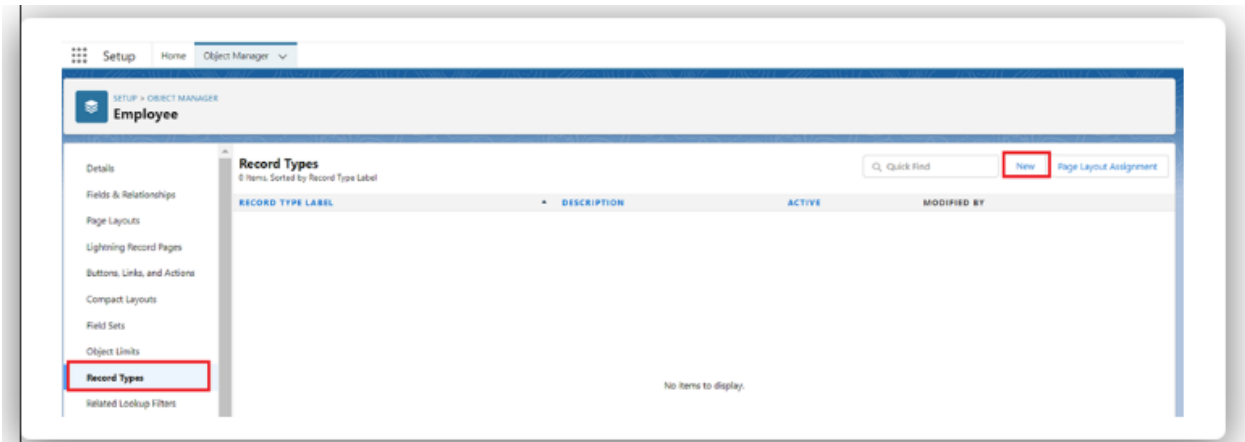 Setup Home Object Manager
SETUP > OBJECT MANAGER
Employee
Details
Fields & Relationships
Page Layouts
Lightning Record Pages
Buttons, Links, and Actions
Compact Layouts
Field Sets
Object Limits
Record Types
Related Lookup Filters
Record Types
0 Items, Sorted by Record Type Label
Quick Find
New
Page Layout Assignment
RECORD TYPE LABEL DESCRIPTION ACTIVE MODIFIED BY
No items to display.